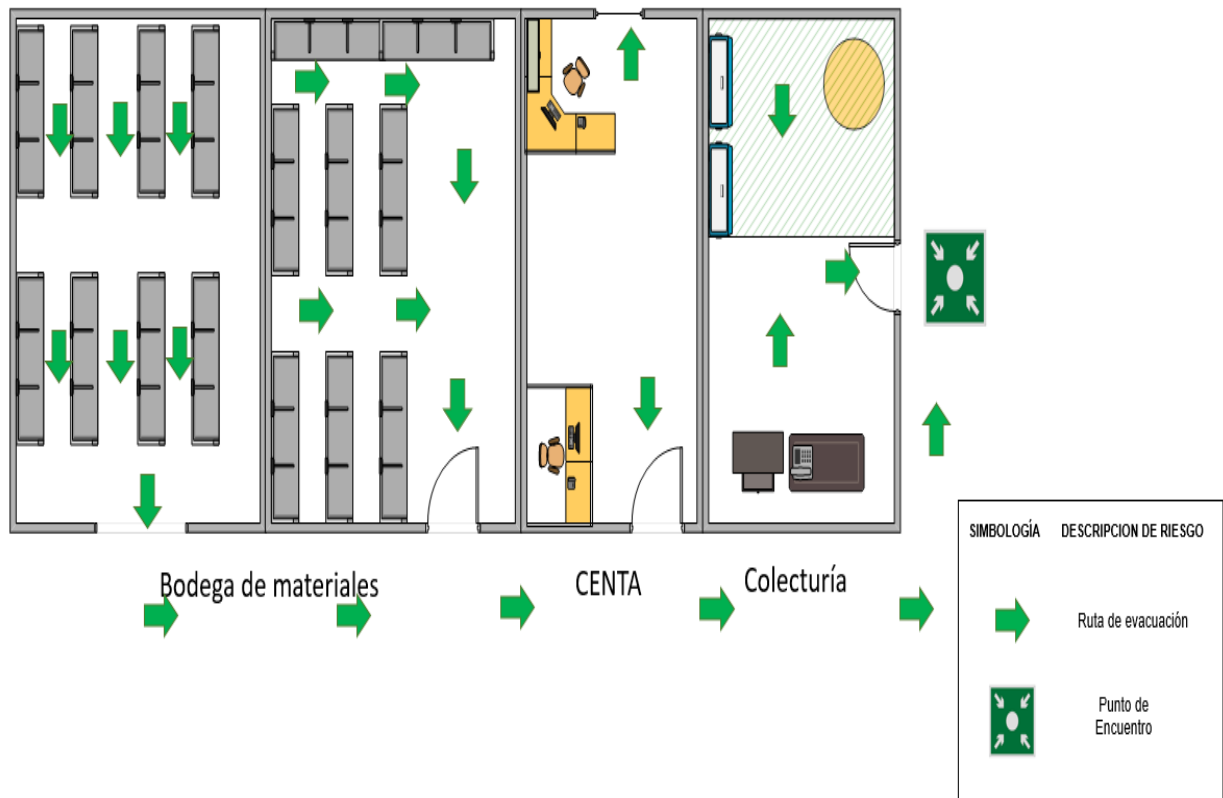 Bodega de materiales
CENTA
Colecturía
SIMBOLOGÍA DESCRIPCION DE RIESGO
Ruta de evacuación
Punto de
Encuentro